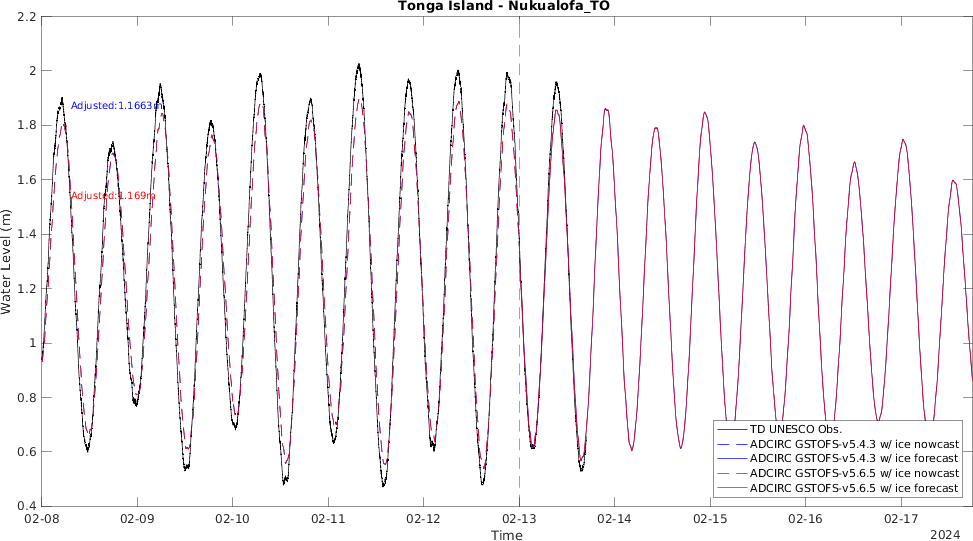 Tonga Island - Nukualofa_TO
2.2
2
1.8
1.6
1.4
1.2
1
0.8
0.6
0.4
Water Level (m)
Adjusted:1.1663m
Adjusted:1.169m
TD UNESCO Obs.
ADCIRC GSTOFS-v5.4.3 w/ ice nowcast
ADCIRC GSTOFS-v5.4.3 w/ ice forecast
ADCIRC GSTOFS-v5.6.5 w/ ice nowcast
ADCIRC GSTOFS-v5.6.5 w/ ice forecast
02-08 02-09 02-10 02-11 02-12 02-13 02-14 02-15 02-16 02-17
Time
2024